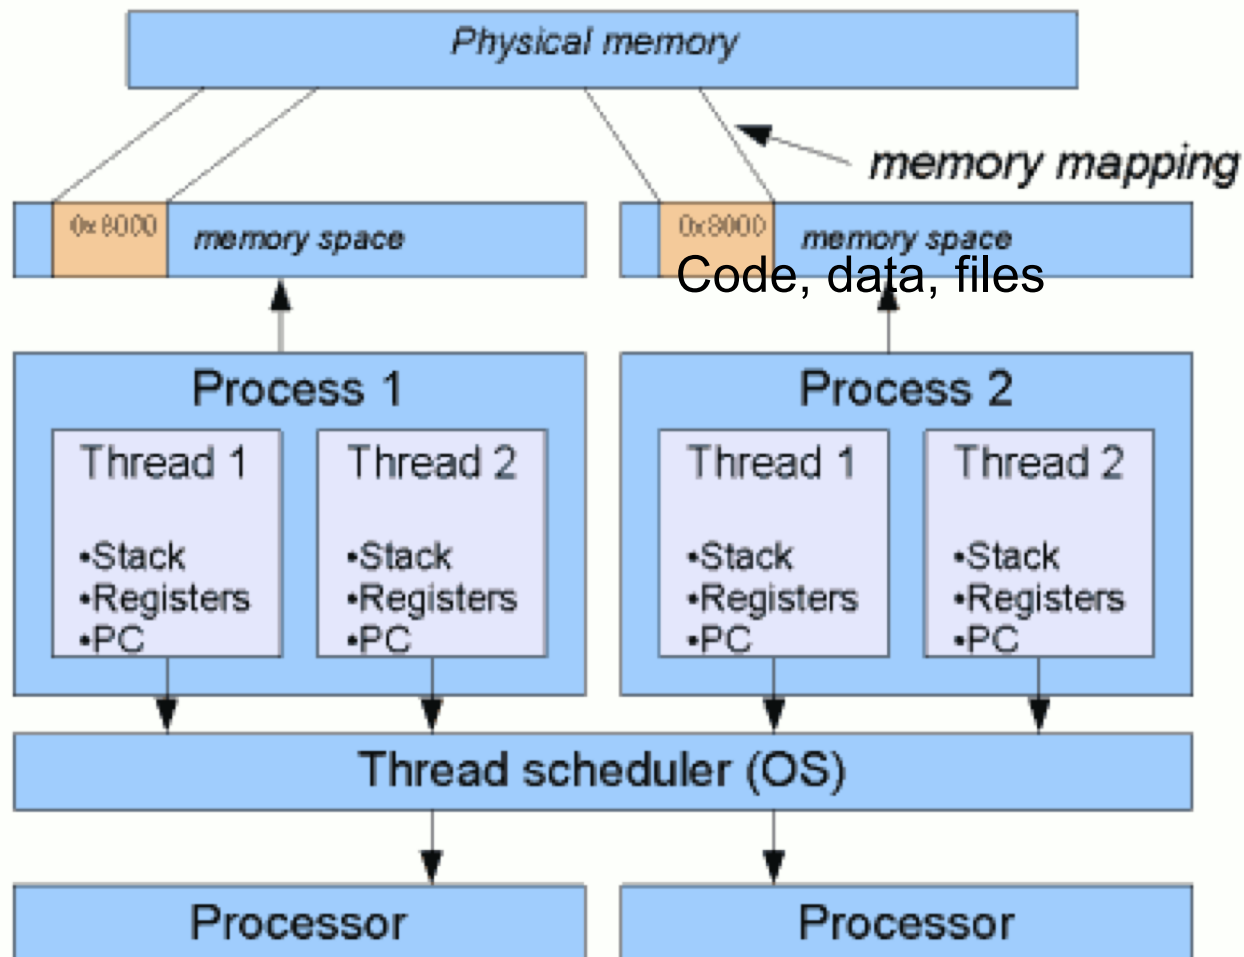 Physical memory
memory mapping
0x8000 memory space
0x8000 memory space
Code, data, files
Process 1
Process 2
Thread 1
Thread 2
Thread 1
Thread 2
•Stack
•Registers
•PC
•Stack
•Registers
•PC
•Stack
•Registers
•PC
•Stack
•Registers
•PC
Thread scheduler (OS)
Processor
Processor